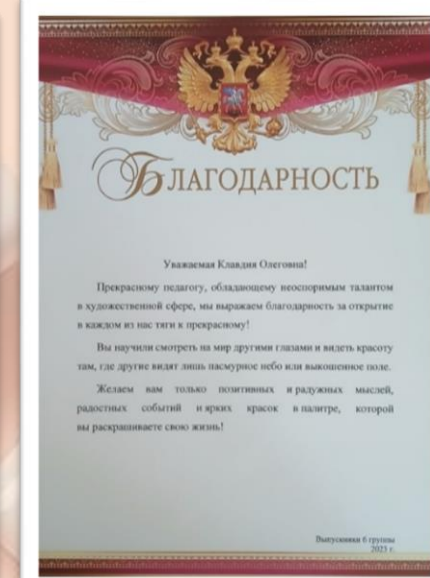 БЛАГОДАРНОСТЬ
Уважаемая Клавдия Олеговна!
Прекрасному педагогу, обладающему неоспоримым талантом
в художественной сфере, мы выражаем благодарность за открытие
в каждом из нас тяги к прекрасному!
Вы научили смотреть на мир другими глазами и видеть красоту
там, где другие видят лишь пасмурное небо или выкошенное поле.
Желаем вам только позитивных и радужных мыслей,
радостных событий и ярких красок в палитре, которой
вы раскрашиваете свою жизнь!
Выпускники 6 группы
2023 г.